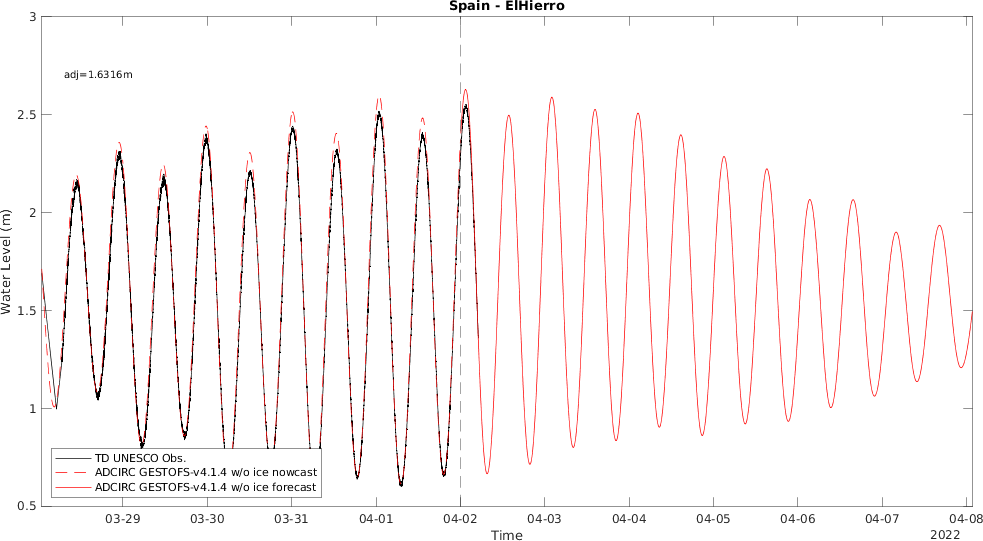 Spain - ElHierro
3
adj=1.6316m
2.5
2
Water Level (m)
1.5
1
TD UNESCO Obs.
ADCIRC GESTOFS-v4.1.4 w/o ice nowcast
ADCIRC GESTOFS-v4.1.4 w/o ice forecast
0.5
03-29 03-30 03-31 04-01 04-02 04-03 04-04 04-05 04-06 04-07 04-08
Time
2022